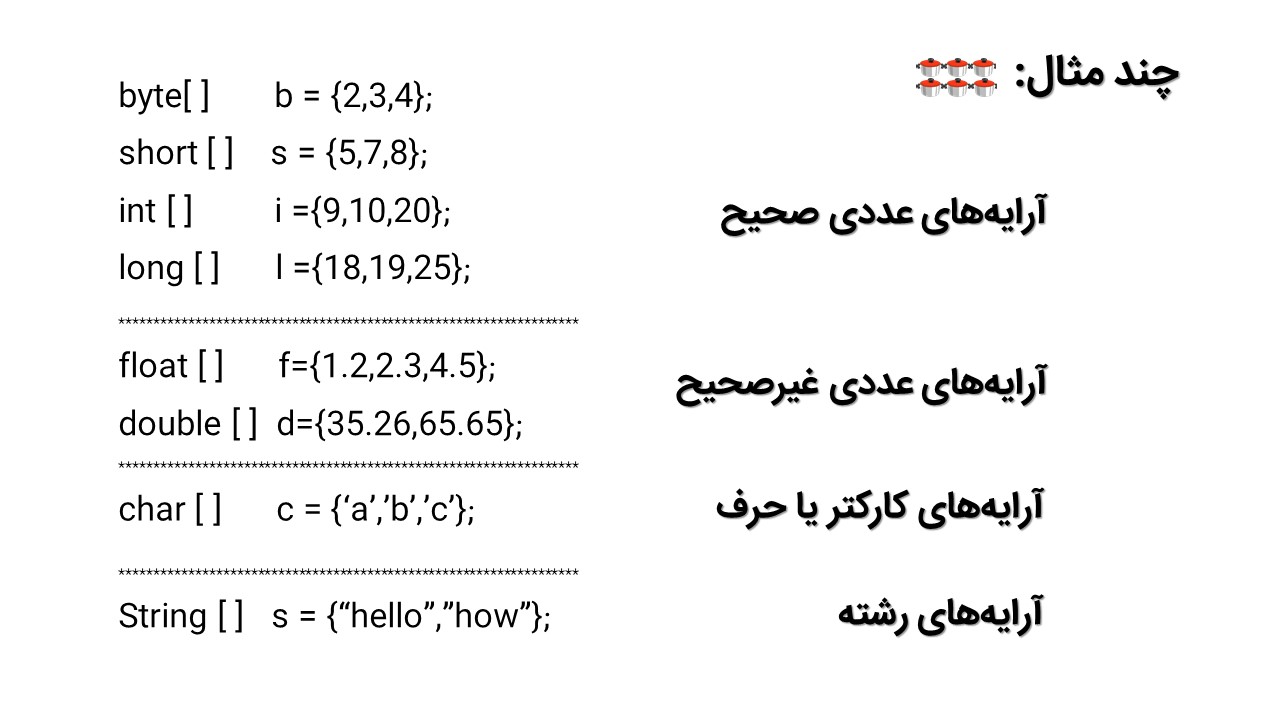 چند مثال:
byte[ ] b = {2,3,4};
short [ ] s = {5,7,8};
int [ ] i ={9,10,20};
آرایه‌های عددی صحیح
long [ ] l ={18,19,25};
******************************************************************
float [ ] f={1.2,2.3,4.5};
آرایه‌های عددی غیرصحیح
double [ ] d={35.26,65.65};
******************************************************************
char [ ] c = {‘a’,’b’,’c’};
آرایه‌های کارکتر یا حرف
******************************************************************
String [ ] s = {“hello”,”how”};
آرایه‌های رشته